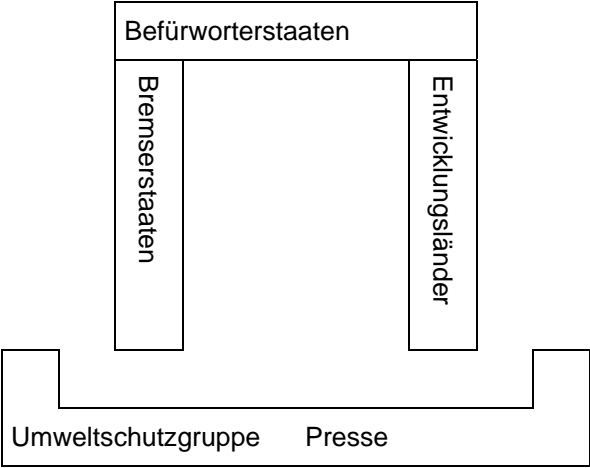 Befürworterstaaten
Bremserstaaten
Entwicklungsländer
Umweltschutzgruppe Presse